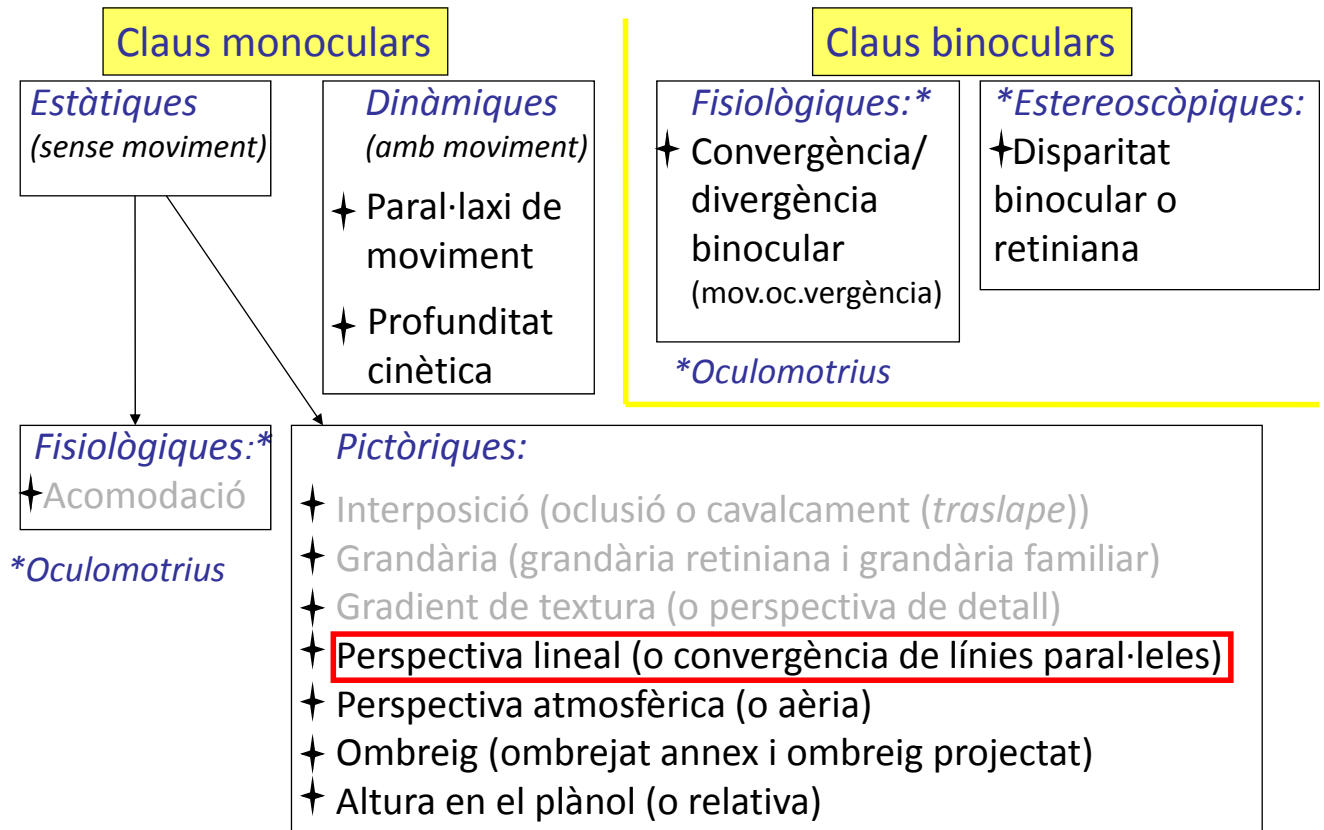 Claus monoculars
Estàtiques
(sense moviment)
Dinàmiques
(amb moviment)
Paral·laxi de
moviment
Profunditat
cinètica
Claus binoculars
Fisiològiques:*
Convergència/
divergència
binocular
(mov.oc.vergència)
*Estereoscòpiques:
Disparitat
binocular o
retiniana
*Oculomotrius
Fisiològiques:*
Acomodació
*Oculomotrius
Pictòriques:
Interposició (oclusió o cavalcament (traslape))
Grandària (grandària retiniana i grandària familiar)
Gradient de textura (o perspectiva de detall)
Perspectiva lineal (o convergència de línies paral·leles)
Perspectiva atmosfèrica (o aèria)
Ombreig (ombrejat annex i ombreig projectat)
Altura en el plànol (o relativa)